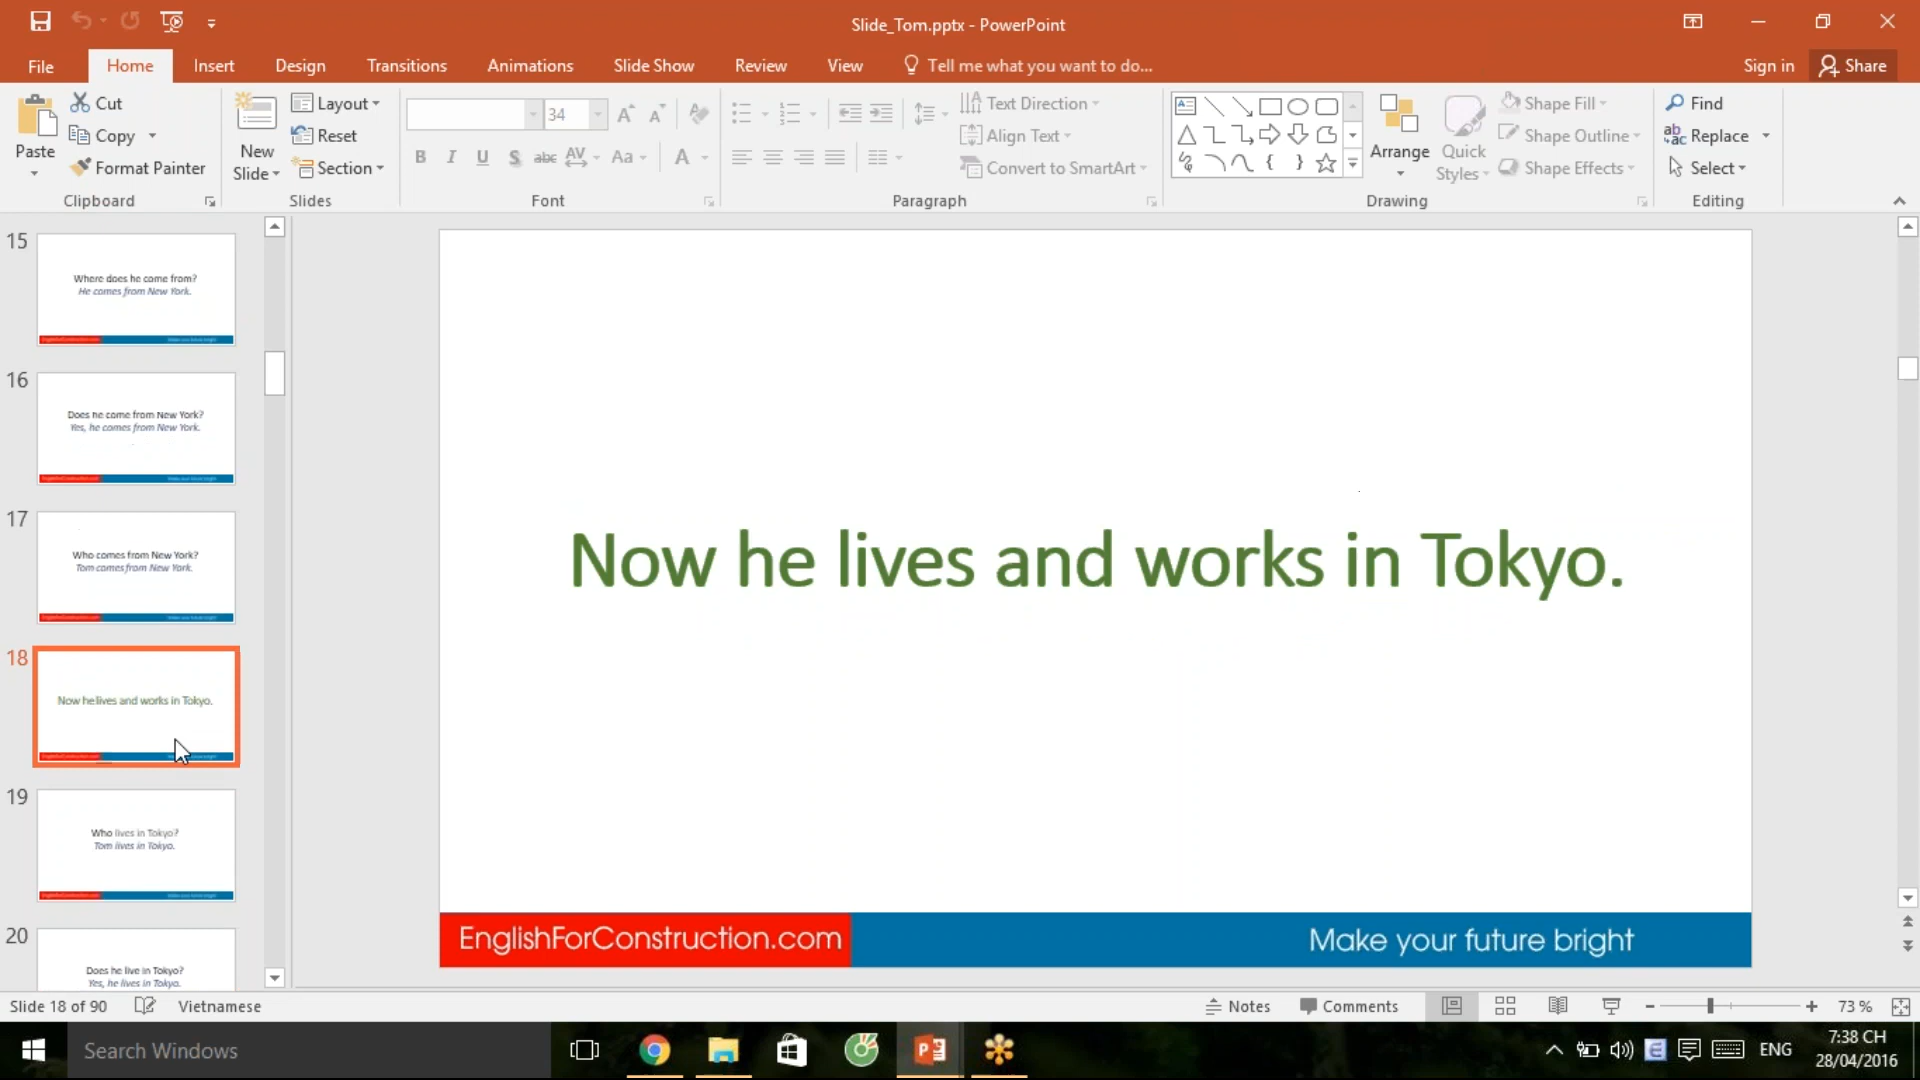 Slide_Tom.pptx - PowerPoint
File Home Insert Design Transitions Animations Slide Show Review View Tell me what you want to do... Sign in Share
Paste
Cut
Copy
Format Painter
Clipboard
New Slide
Layout
Reset
Section
Slides
34
B I U S abc AV Aa A
Font
Text Direction
Align Text
Convert to SmartArt
Paragraph
Arrange
Quick Styles
Shape Fill
Shape Outline
Shape Effects
Drawing
Find
Replace
Select
Editing
15
Where does he come from?
He comes from New York.
16
Does he come from New York?
Yes, he comes from New York.
17
Who comes from New York?
Tom comes from New York.
18
Now he lives and works in Tokyo.
19
Who lives in Tokyo?
Tom lives in Tokyo.
20
Does he live in Tokyo?
Yes, he lives in Tokyo.
Now he lives and works in Tokyo.
EnglishForConstruction.com
Make your future bright
Slide 18 of 90 Vietnamese Notes Comments 73 %
Search Windows
ENG
7:38 CH
28/04/2016